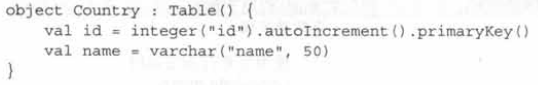 object Country : Table() {
    val id = integer("id").autoIncrement().primaryKey()
    val name = varchar("name", 50)
}